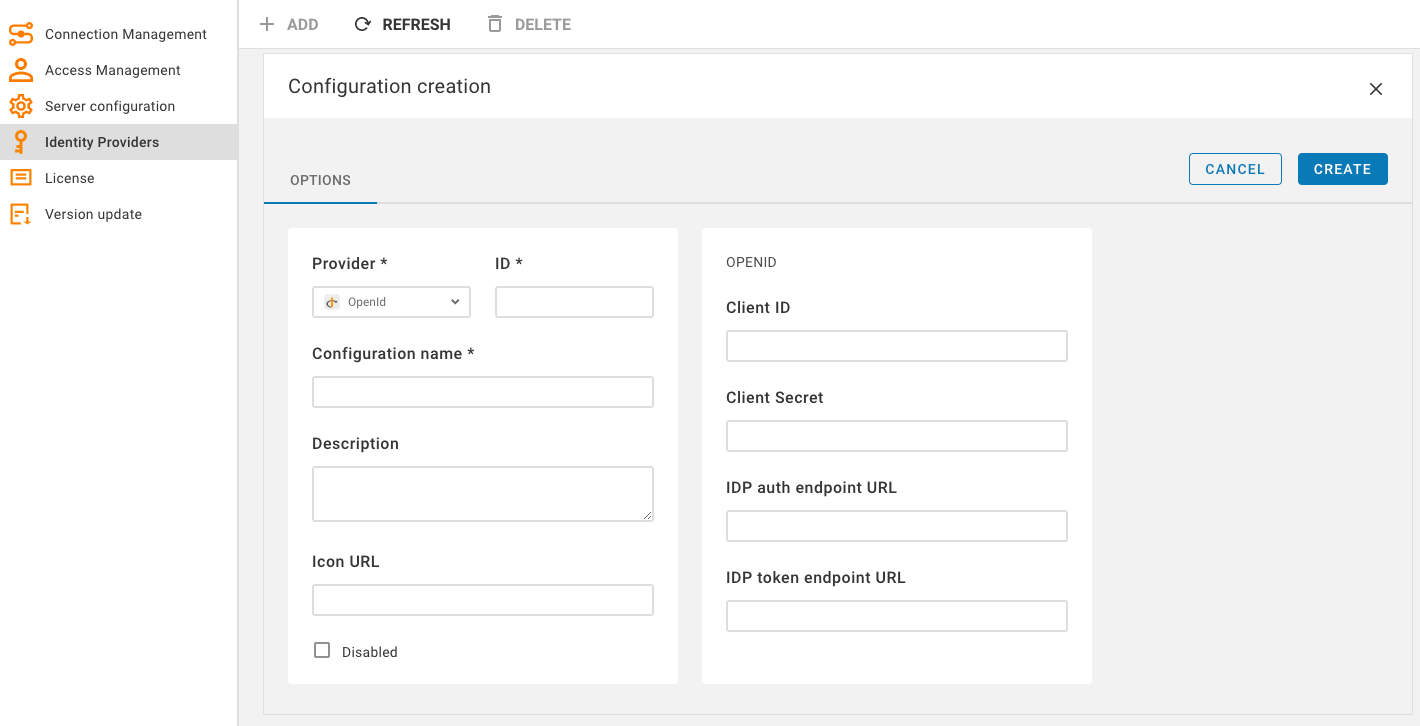 Connection Management
Access Management
Server configuration
Identity Providers
License
Version update
ADD REFRESH DELETE
Configuration creation
OPTIONS
CANCEL CREATE
Provider * ID *
OpenId
Configuration name *
Description
Icon URL
Disabled
OPENID
Client ID
Client Secret
IDP auth endpoint URL
IDP token endpoint URL